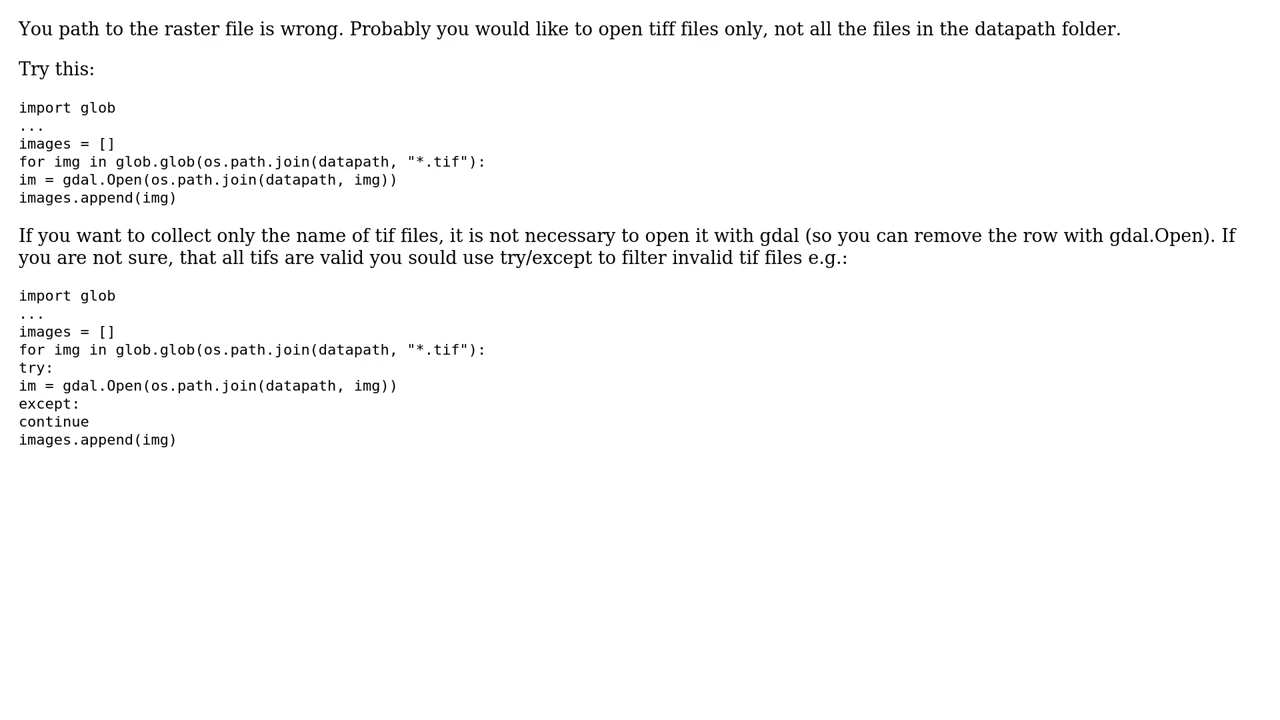 You path to the raster file is wrong. Probably you would like to open tiff files only, not all the files in the datapath folder.
Try this:
import glob
...
images = []
for img in glob.glob(os.path.join(datapath, "*.tif"):
im = gdal.Open(os.path.join(datapath, img))
images.append(img)
If you want to collect only the name of tif files, it is not necessary to open it with gdal (so you can remove the row with gdal.Open). If
you are not sure, that all tifs are valid you sould use try/except to filter invalid tif files e.g.:
import glob
...
images = []
for img in glob.glob(os.path.join(datapath, "*.tif"):
try:
im = gdal.Open(os.path.join(datapath, img))
except:
continue
images.append(img)